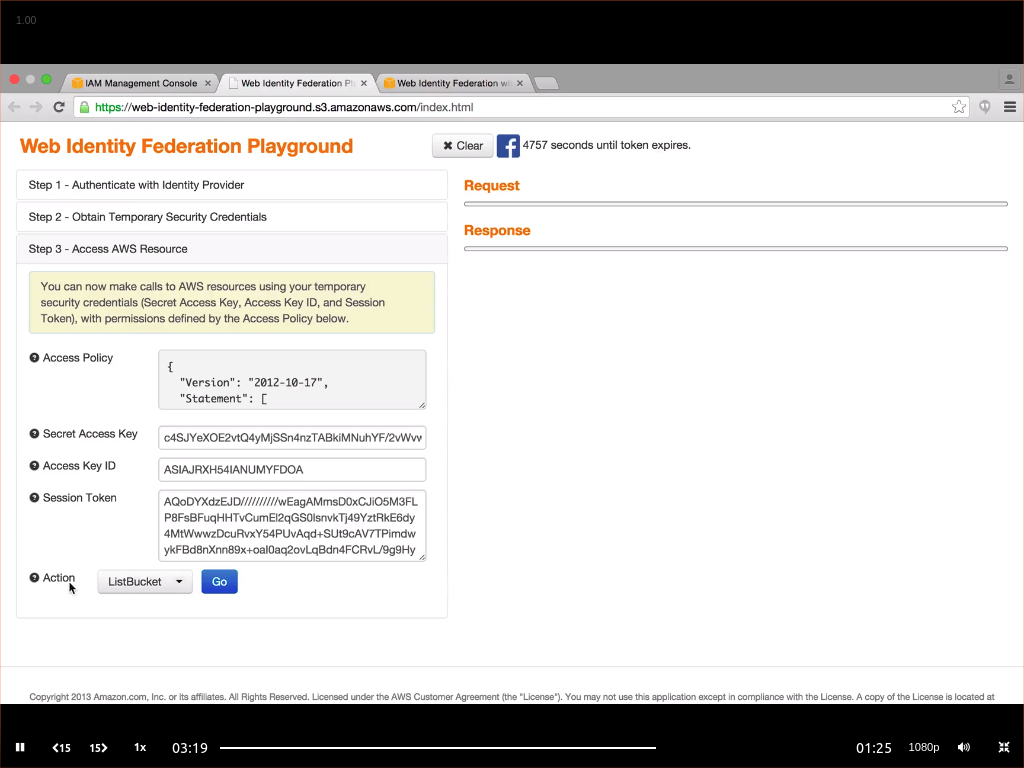 1.00
IAM Management Console
Web Identity Federation Pl
Web Identity Federation wi
https://web-identity-federation-playground.s3.amazonaws.com/index.html
Web Identity Federation Playground
Clear
4757 seconds until token expires.
Step 1 - Authenticate with Identity Provider
Step 2 - Obtain Temporary Security Credentials
Step 3 - Access AWS Resource
You can now make calls to AWS resources using your temporary
security credentials (Secret Access Key, Access Key ID, and Session
Token), with permissions defined by the Access Policy below.
Access Policy
{
"Version": "2012-10-17",
"Statement": [
Secret Access Key
c4SJYeXOE2vtQ4yMjSSn4nzTABkiMNuhYF/2vWvv
Access Key ID
ASIAJRXH54IANUMYFDOA
Session Token
AQoDYXdzEJD//////////wEagAMmsD0xCJiO5M3FL
P8FsBFuqHHTvCumEl2qGS0lsnvkTj49YztRkE6dy
4MtWwwzDcuRvxY54PUvAqd+SUt9cAV7TPimdw
ykFBd8nXnn89x+oaI0aq2ovLqBdn4FCRvL/9g9Hy
Action
ListBucket
Go
Request
Response
Copyright 2013 Amazon.com, Inc. or its affiliates. All Rights Reserved. Licensed under the AWS Customer Agreement (the "License"). You may not use this application except in compliance with the License. A copy of the License is located at
15
15
1x
03:19
01:25
1080p